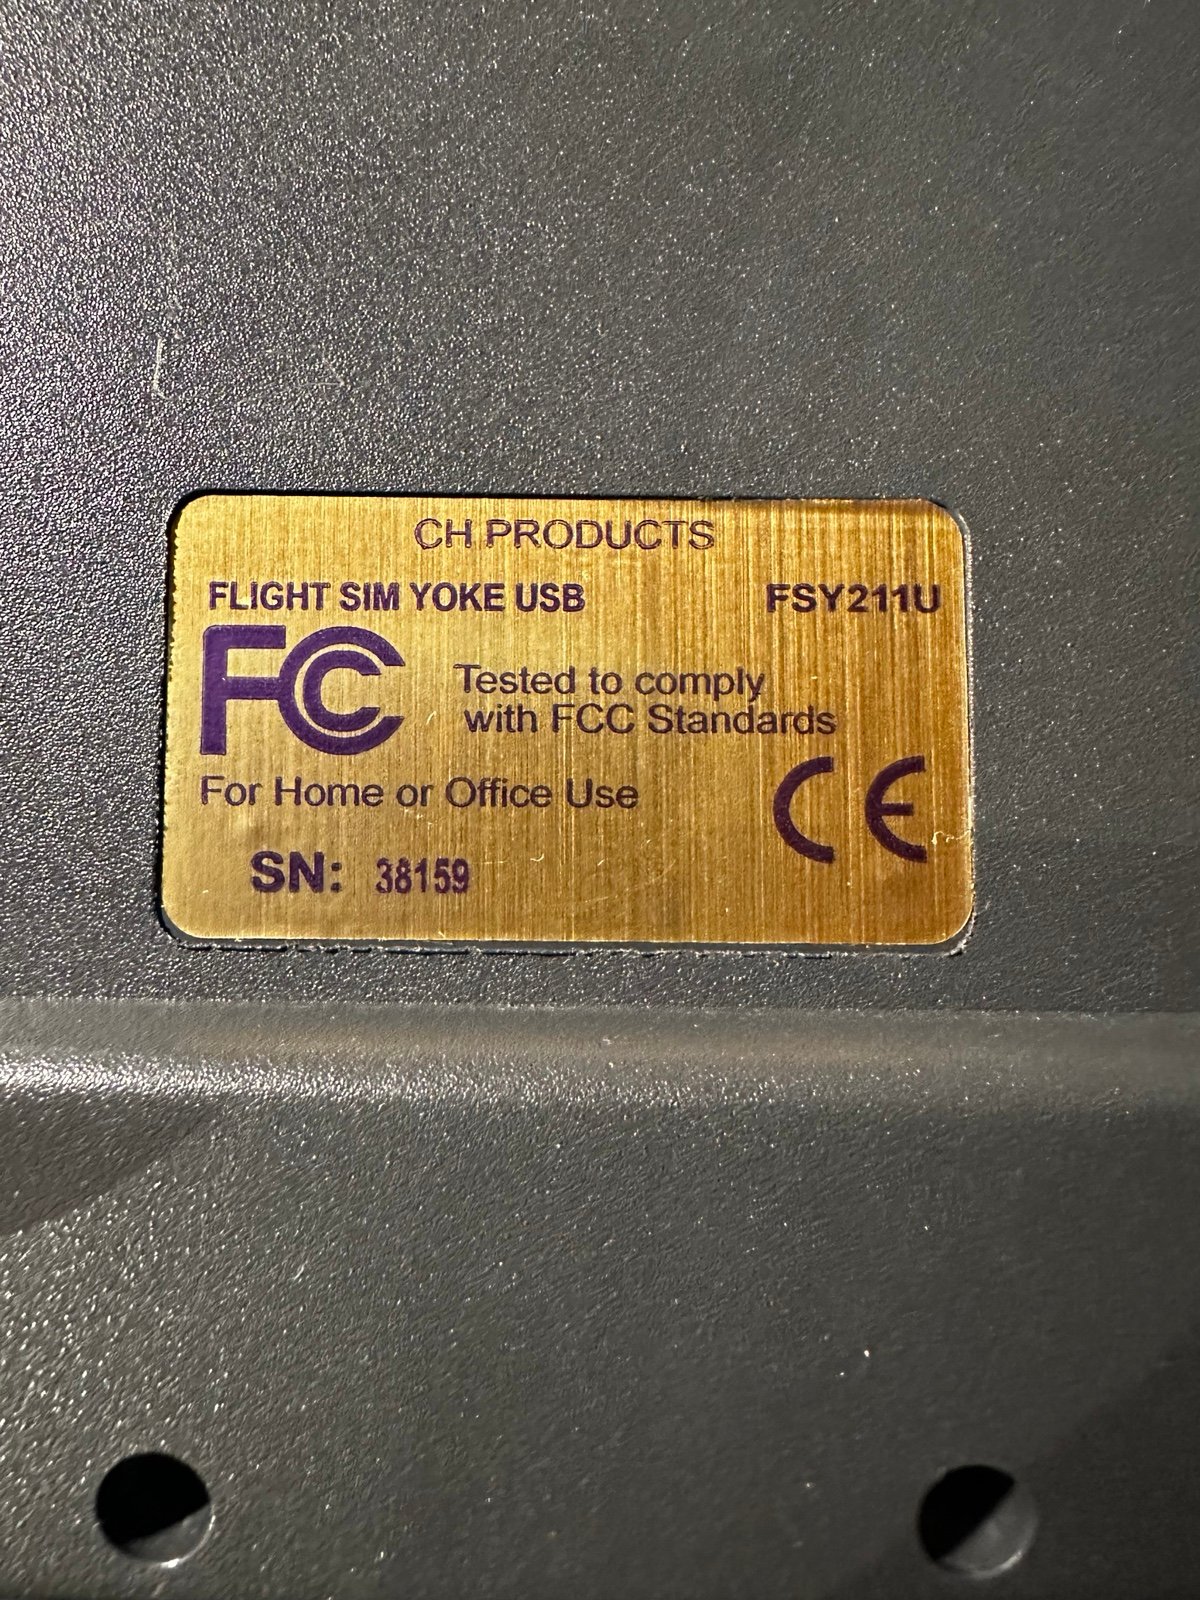 CH PRODUCTS
FLIGHT SIM YOKE USB FSY211U
FC
Tested to comply
with FCC Standards
For Home or Office Use
CE
SN: 38159